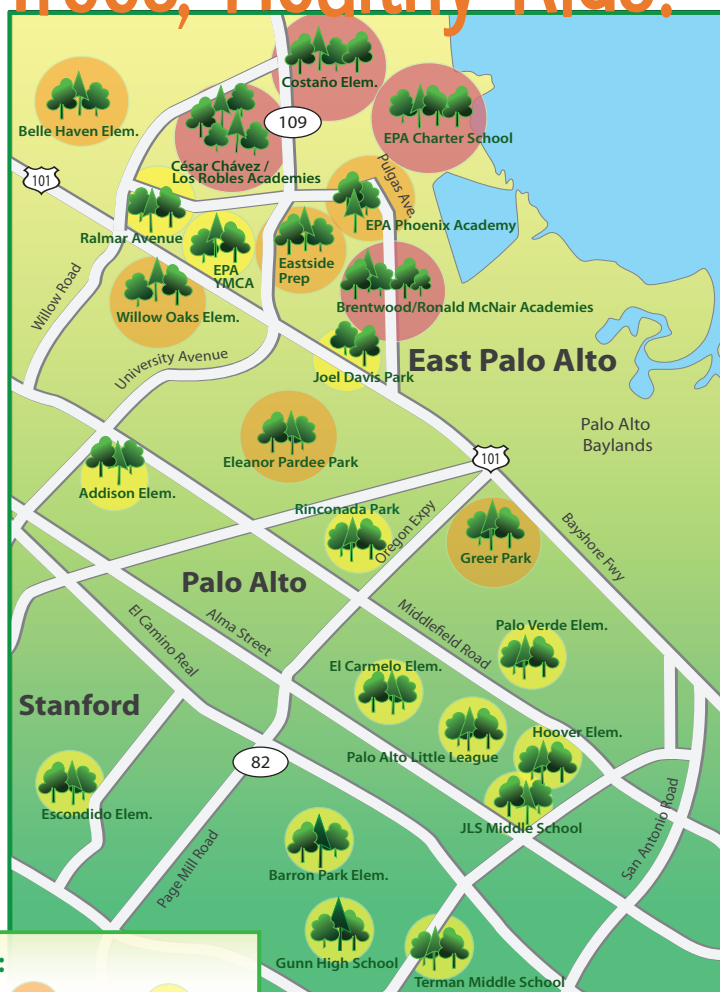 Trees, Healthy Kids.
Costaño Elem.
109
Belle Haven Elem.
EPA Charter School
César Chávez /
Los Robles Academies
101
Pulgas Ave.
EPA Phoenix Academy
Ralmar Avenue
EPA
YMCA
Eastside
Prep
Willow Road
Willow Oaks Elem.
Brentwood/Ronald McNair Academies
University Avenue
Joel Davis Park
East Palo Alto
Palo Alto
Baylands
Eleanor Pardee Park
101
Addison Elem.
Rinconada Park
Oregon Expy
Greer Park
Bayshore Fwy
Palo Alto
El Camino Real
Alma Street
Middlefield Road
Palo Verde Elem.
El Carmelo Elem.
Stanford
Hoover Elem.
Palo Alto Little League
82
Escondido Elem.
JLS Middle School
San Antonio Road
Page Mill Road
Barron Park Elem.
Gunn High School
Terman Middle School